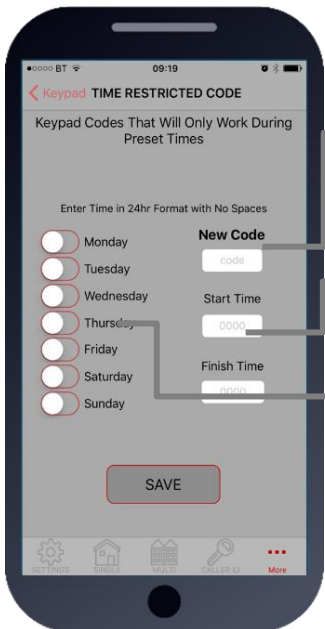 BT 09:19
Keypad TIME RESTRICTED CODE
Keypad Codes That Will Only Work During
Preset Times
Enter Time in 24hr Format with No Spaces
New Code
code
Monday
Tuesday
Wednesday
Thursday
Friday
Saturday
Sunday
Start Time
0000
Finish Time
0000
SAVE
SETTINGS SINGLE MULTI CALLER ID More